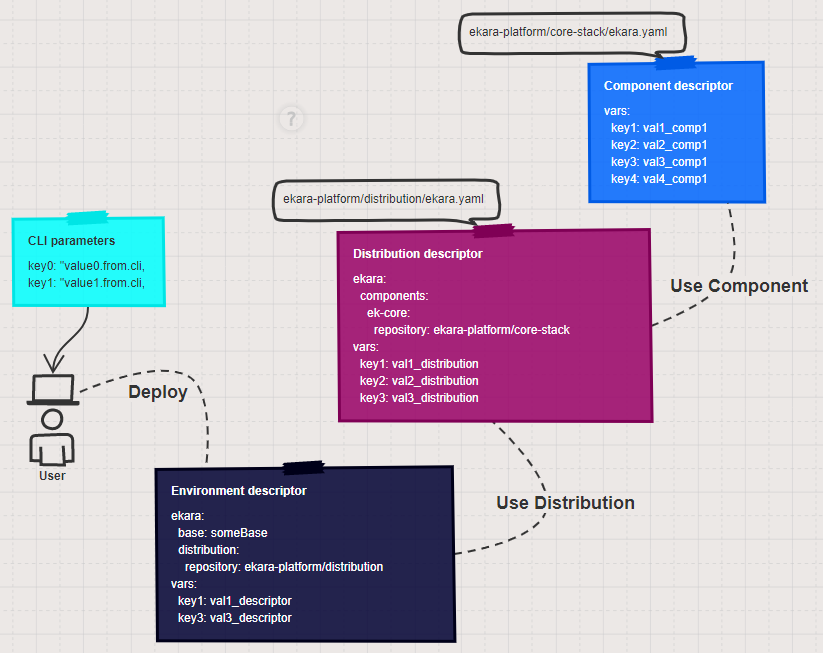 ekara-platform/core-stack/ekara.yaml
Component descriptor
vars:
key1: val1_comp1
key2: val2_comp1
key3: val3_comp1
key4: val4_comp1
?
ekara-platform/distribution/ekara.yaml
CLI parameters
key0: "value0.from.cli,
key1: "value1.from.cli,
Distribution descriptor
ekara:
components:
ek-core:
repository: ekara-platform/core-stack
vars:
key1: val1_distribution
key2: val2_distribution
key3: val3_distribution
Use Component
Deploy
User
Environment descriptor
ekara:
base: someBase
distribution:
repository: ekara-platform/distribution
vars:
key1: val1_descriptor
key3: val3_descriptor
Use Distribution